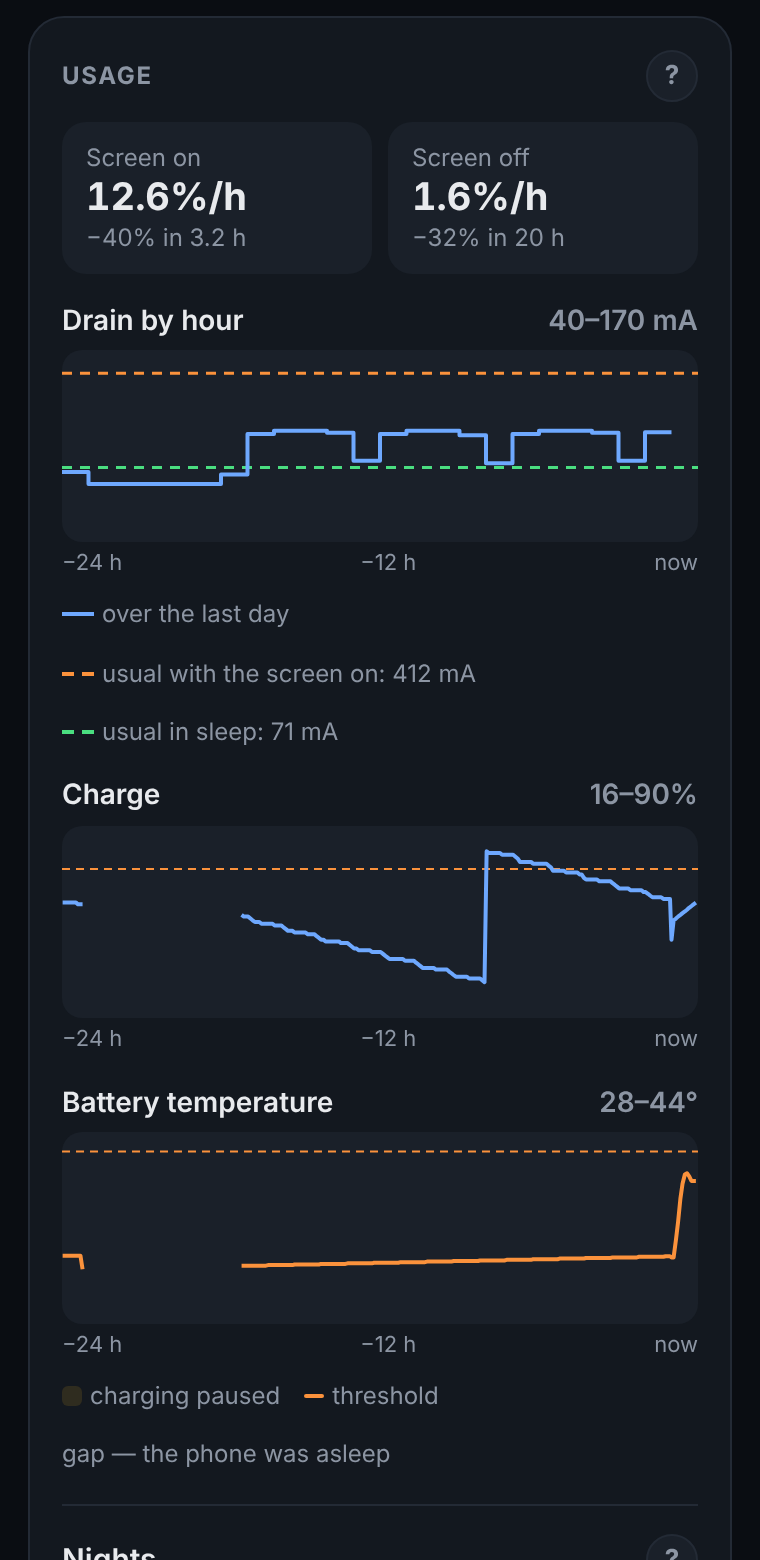 USAGE
?
Screen on
12.6%/h
−40% in 3.2 h
Screen off
1.6%/h
−32% in 20 h
Drain by hour
40–170 mA
−24 h
−12 h
now
over the last day
usual with the screen on: 412 mA
usual in sleep: 71 mA
Charge
16–90%
−24 h
−12 h
now
Battery temperature
28–44°
−24 h
−12 h
now
charging paused
threshold
gap — the phone was asleep
Nights
?